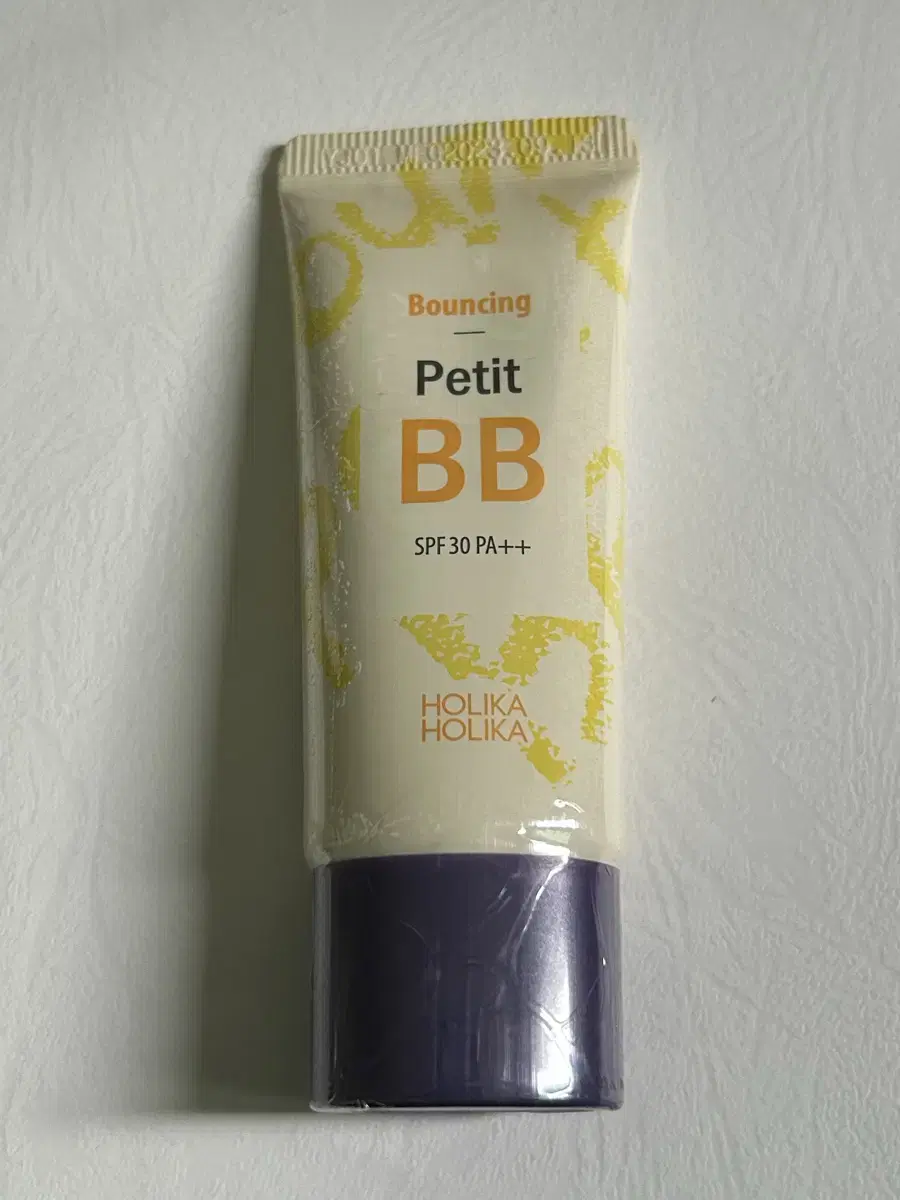 Bouncing
Petit
BB
SPF 30 PA++
HOLIKA
HOLIKA